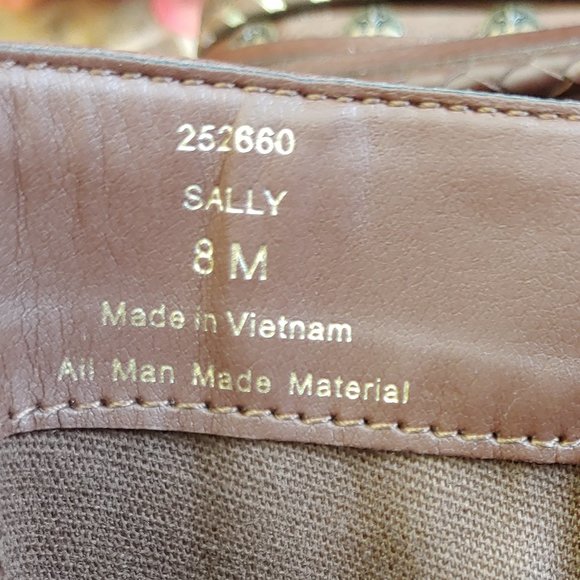 252660
SALLY
8 M
Made in Vietnam
All Man Made Material